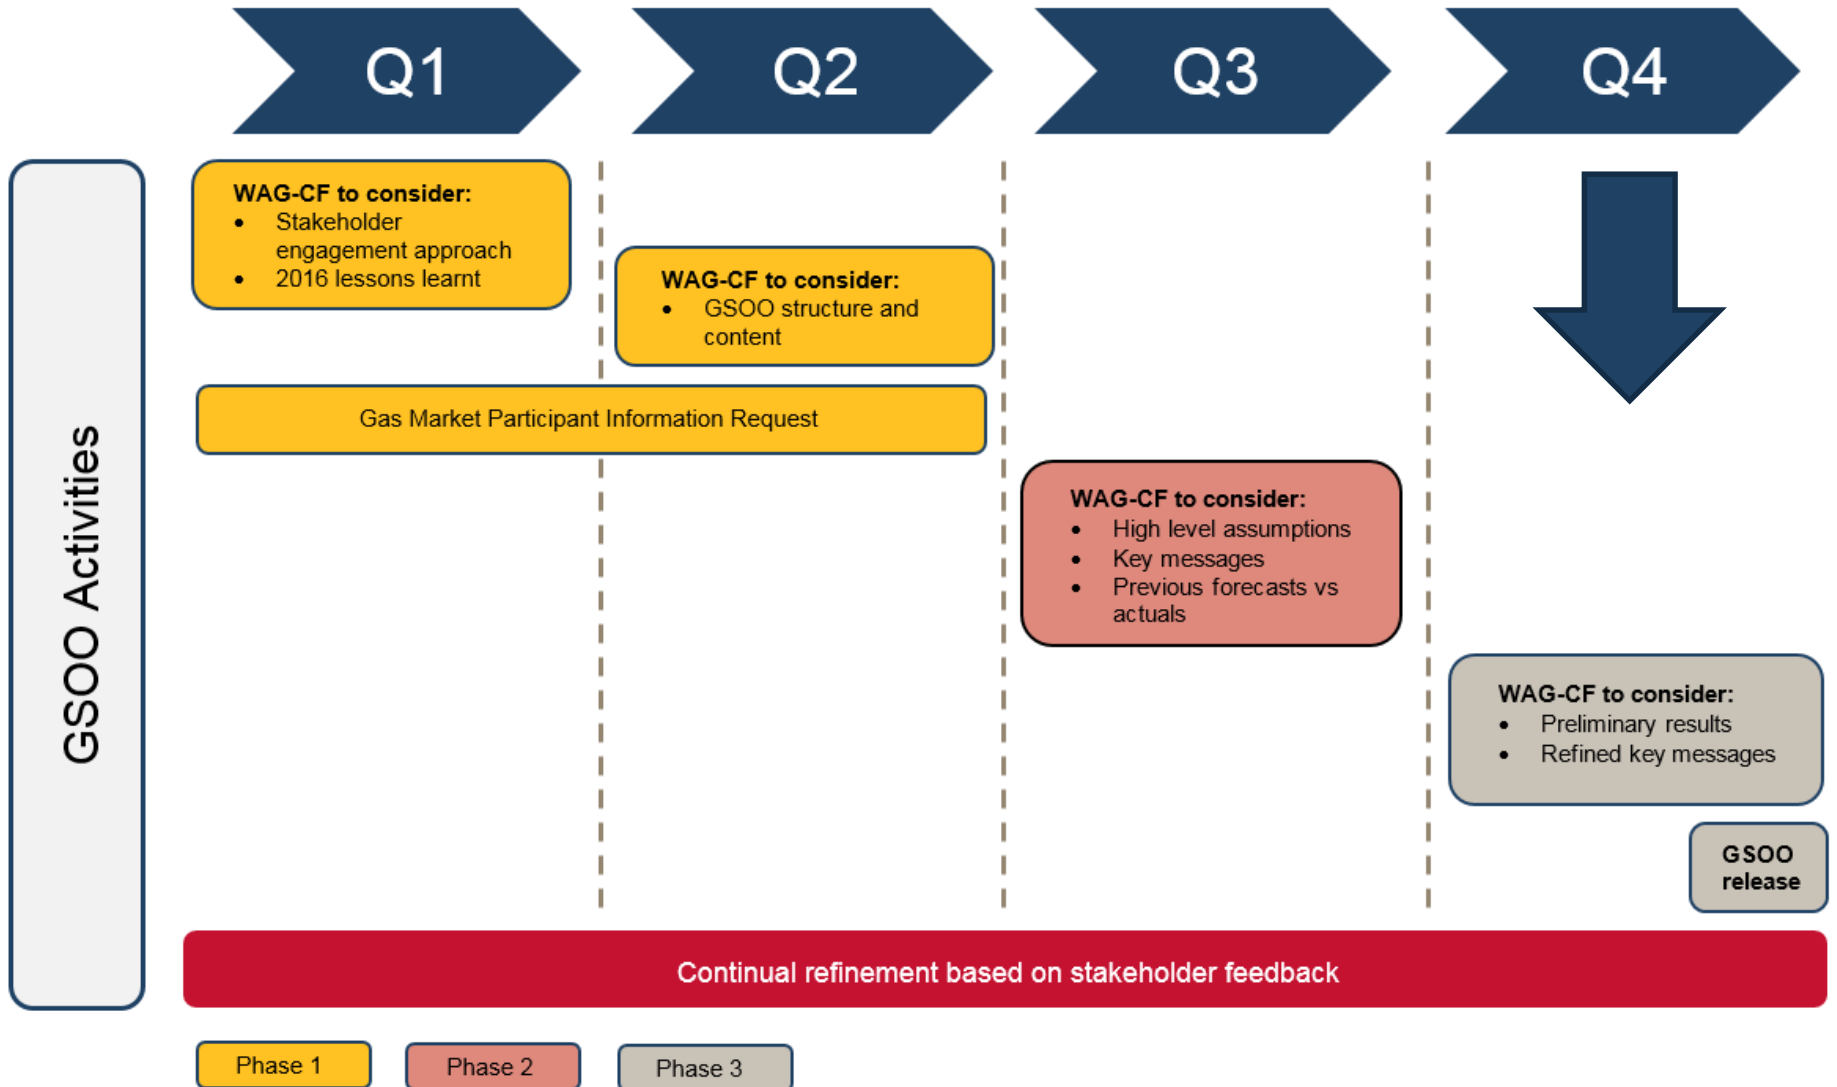 Q1
Q2
Q3
Q4
GSOO Activities
WAG-CF to consider:
• Stakeholder
engagement approach
• 2016 lessons learnt
WAG-CF to consider:
• GSOO structure and
content
Gas Market Participant Information Request
WAG-CF to consider:
• High level assumptions
• Key messages
• Previous forecasts vs
actuals
WAG-CF to consider:
• Preliminary results
• Refined key messages
GSOO
release
Continual refinement based on stakeholder feedback
Phase 1
Phase 2
Phase 3